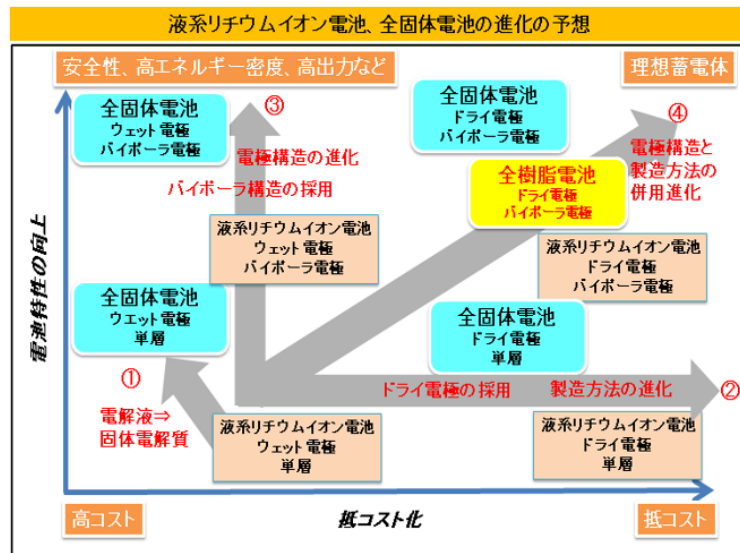 液系リチウムイオン電池、全固体電池の進化の予想
安全性、高エネルギー密度、高出力など
理想蓄電体
全固体電池
ウェット電極
バイポーラ電極
③
電極構造の進化
バイポーラ構造の採用
全固体電池
ドライ電極
バイポーラ電極
④
電極構造と
製造方法の
併用進化
全樹脂電池
ドライ電極
バイポーラ電極
液系リチウムイオン電池
ウェット電極
バイポーラ電極
液系リチウムイオン電池
ドライ電極
バイポーラ電極
電池特性の向上
全固体電池
ウエット電極
単層
全固体電池
ドライ電極
単層
①
電解液⇒
固体電解質
ドライ電極の採用
製造方法の進化
②
液系リチウムイオン電池
ウェット電極
単層
液系リチウムイオン電池
ドライ電極
単層
高コスト
抵コスト化
抵コスト